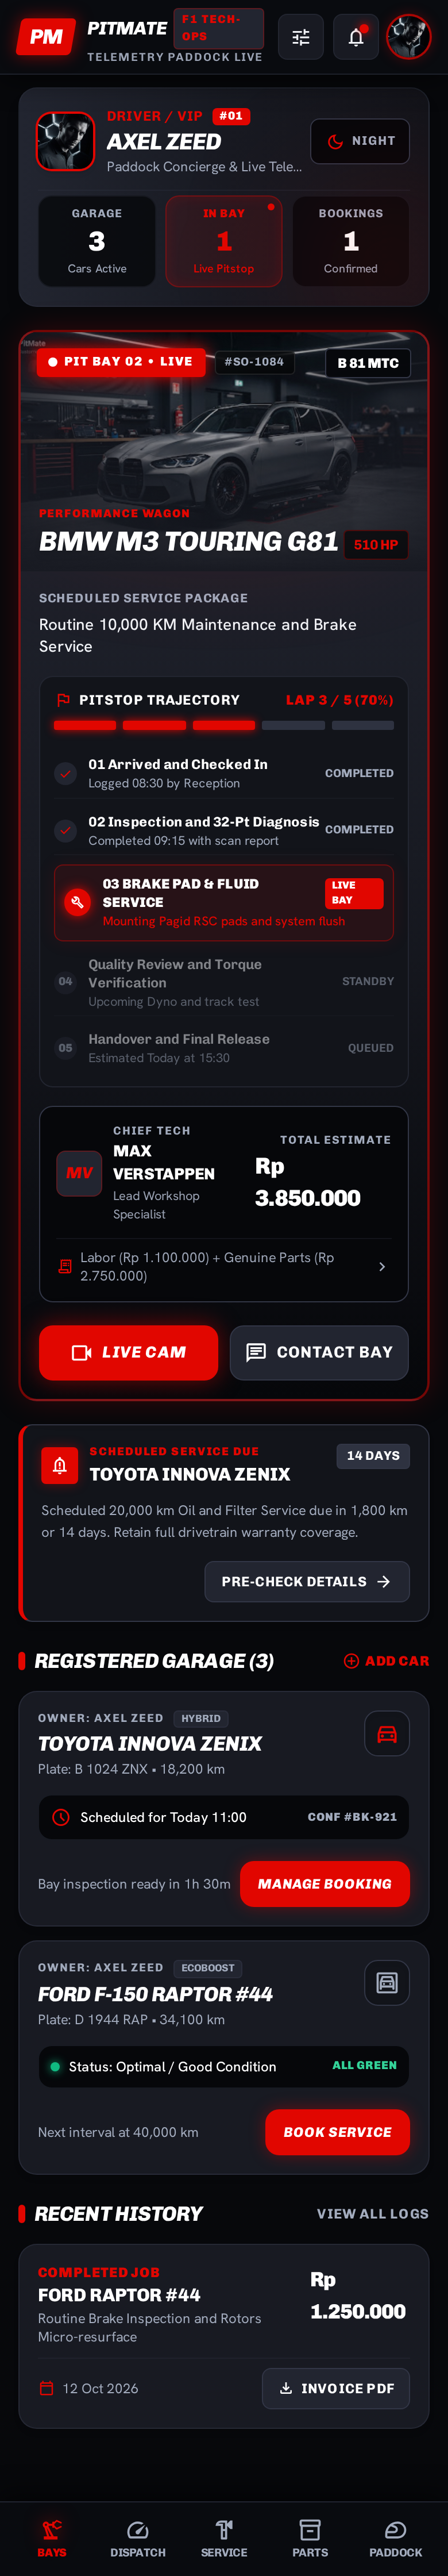 PM
PITMATE
F1 TECH-
OPS
TELEMETRY PADDOCK LIVE
DRIVER / VIP #01
AXEL ZEED
Paddock Concierge & Live Tele...
NIGHT
GARAGE
3
Cars Active
IN BAY
1
Live Pitstop
BOOKINGS
1
Confirmed
PIT BAY 02 • LIVE
#SO-1084
B 81 MTC
PERFORMANCE WAGON
BMW M3 TOURING G81
510 HP
SCHEDULED SERVICE PACKAGE
Routine 10,000 KM Maintenance and Brake
Service
PITSTOP TRAJECTORY
LAP 3 / 5 (70%)
01 Arrived and Checked In
Logged 08:30 by Reception
COMPLETED
02 Inspection and 32-Pt Diagnosis
Completed 09:15 with scan report
COMPLETED
03 BRAKE PAD & FLUID
SERVICE
Mounting Pagid RSC pads and system flush
LIVE
BAY
04
Quality Review and Torque
Verification
Upcoming Dyno and track test
STANDBY
05
Handover and Final Release
Estimated Today at 15:30
QUEUED
MV
CHIEF TECH
MAX
VERSTAPPEN
Lead Workshop
Specialist
TOTAL ESTIMATE
Rp
3.850.000
Labor (Rp 1.100.000) + Genuine Parts (Rp
2.750.000)
LIVE CAM
CONTACT BAY
SCHEDULED SERVICE DUE
TOYOTA INNOVA ZENIX
14 DAYS
Scheduled 20,000 km Oil and Filter Service due in 1,800 km
or 14 days. Retain full drivetrain warranty coverage.
PRE-CHECK DETAILS
REGISTERED GARAGE (3)
ADD CAR
OWNER: AXEL ZEED HYBRID
TOYOTA INNOVA ZENIX
Plate: B 1024 ZNX • 18,200 km
Scheduled for Today 11:00
CONF #BK-921
Bay inspection ready in 1h 30m
MANAGE BOOKING
OWNER: AXEL ZEED ECOBOOST
FORD F-150 RAPTOR #44
Plate: D 1944 RAP • 34,100 km
Status: Optimal / Good Condition
ALL GREEN
Next interval at 40,000 km
BOOK SERVICE
RECENT HISTORY
VIEW ALL LOGS
COMPLETED JOB
FORD RAPTOR #44
Routine Brake Inspection and Rotors
Micro-resurface
Rp
1.250.000
12 Oct 2026
INVOICE PDF
BAYS
DISPATCH
SERVICE
PARTS
PADDOCK